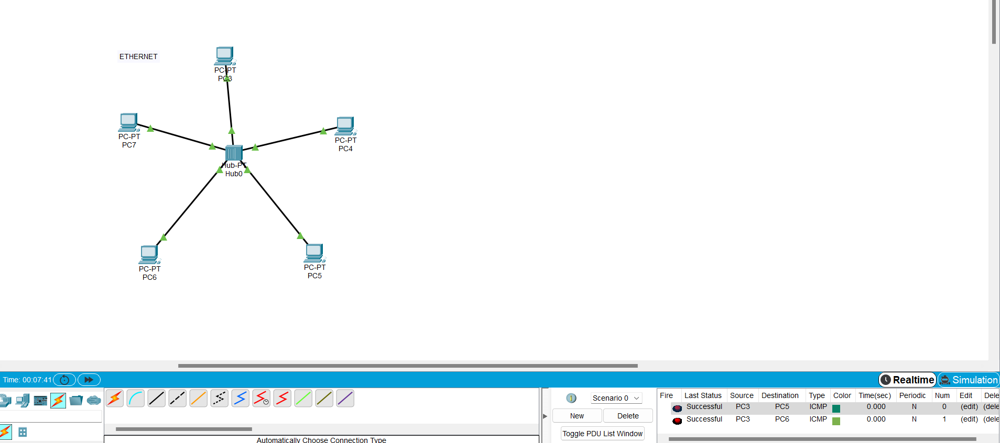 ETHERNET
PC-PT
PC3
PC-PT
PC7
PC-PT
PC4
Hub-PT
Hub0
PC-PT
PC6
PC-PT
PC5
Time: 00:07:41
Realtime
Simulation
Scenario 0
New
Delete
Toggle PDU List Window
Fire Last Status Source Destination Type Color Time(sec) Periodic Num Edit Dele
Successful PC3 PC5 ICMP 0.000 N 0 (edit) (dele
Successful PC3 PC6 ICMP 0.000 N 1 (edit) (dele
Automatically Choose Connection Type